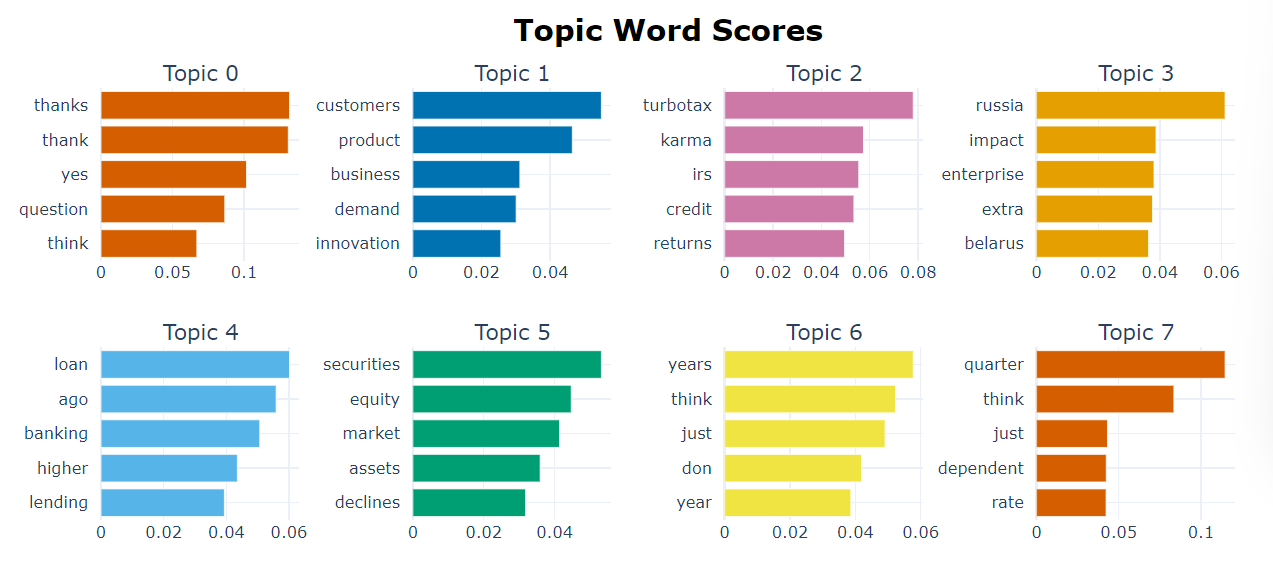 Topic Word Scores
Topic 0
thanks
thank
yes
question
think
0 0.05 0.1
Topic 1
customers
product
business
demand
innovation
0 0.02 0.04
Topic 2
turbotax
karma
irs
credit
returns
0 0.02 0.04 0.06 0.08
Topic 3
russia
impact
enterprise
extra
belarus
0 0.02 0.04 0.06
Topic 4
loan
ago
banking
higher
lending
0 0.02 0.04 0.06
Topic 5
securities
equity
market
assets
declines
0 0.02 0.04
Topic 6
years
think
just
don
year
0 0.02 0.04 0.06
Topic 7
quarter
think
just
dependent
rate
0 0.05 0.1